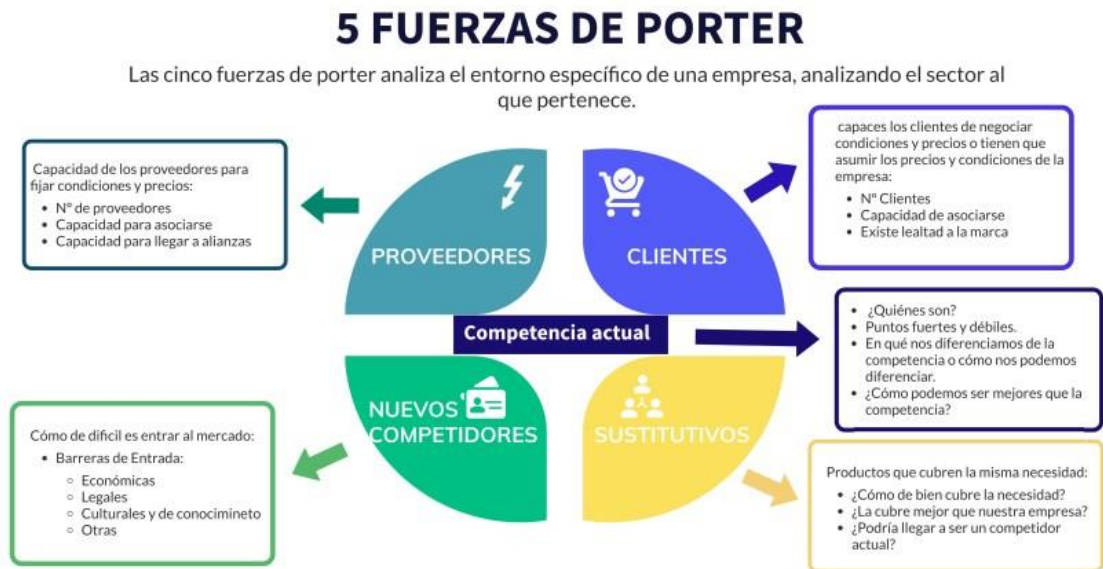 5 FUERZAS DE PORTER
Las cinco fuerzas de porter analiza el entorno específico de una empresa, analizando el sector al
que pertenece.
Capacidad de los proveedores para
fijar condiciones y precios:
• Nº de proveedores
• Capacidad para asociarse
• Capacidad para llegar a alianzas
PROVEEDORES
CLIENTES
capaces los clientes de negociar
condiciones y precios o tienen que
asumir los precios y condiciones de la
empresa:
• Nº Clientes
• Capacidad de asociarse
• Existe lealtad a la marca
Competencia actual
• ¿Quiénes son?
• Puntos fuertes y débiles.
• En qué nos diferenciamos de la
competencia o cómo nos podemos
diferenciar.
• ¿Cómo podemos ser mejores que la
competencia?
NUEVOS
COMPETIDORES
SUSTITUTIVOS
Cómo de dificil es entrar al mercado:
• Barreras de Entrada:
○ Económicas
○ Legales
○ Culturales y de conocimineto
○ Otras
Productos que cubren la misma necesidad:
• ¿Cómo de bien cubre la necesidad?
• ¿La cubre mejor que nuestra empresa?
• ¿Podría llegar a ser un competidor
actual?